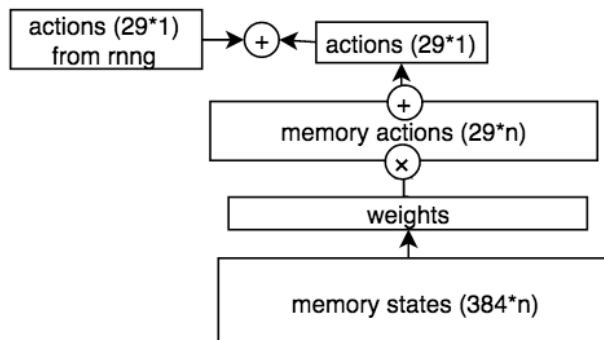 actions (29*1)
from rnng
+
actions (29*1)
+
memory actions (29*n)
×
weights
memory states (384*n)